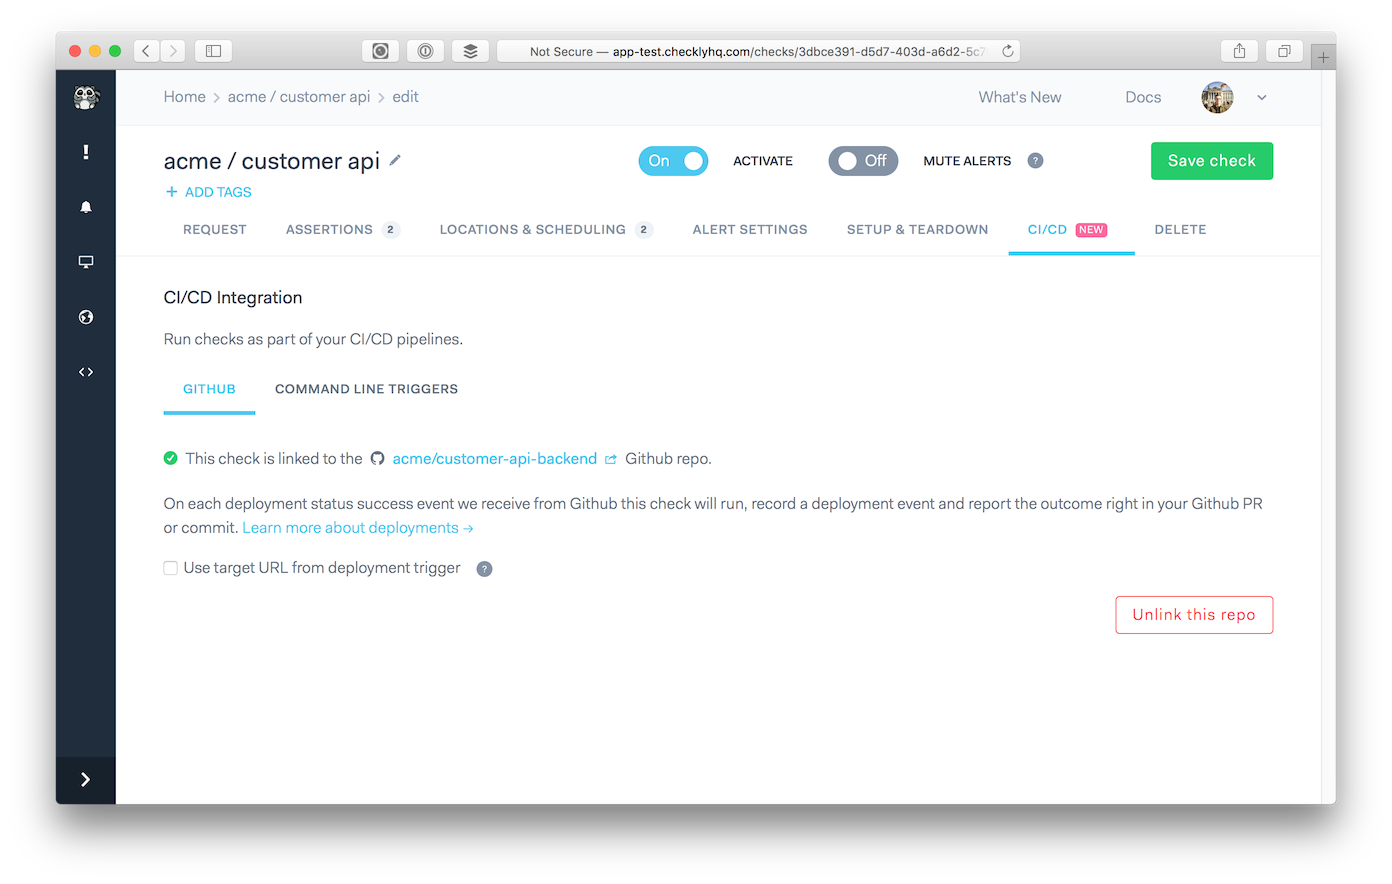 Not Secure — app-test.checklyhq.com/checks/3dbce391-d5d7-403d-a6d2-5c7
Home > acme / customer api > edit
What's New
Docs
acme / customer api
On
ACTIVATE
Off
MUTE ALERTS
?
Save check
+ ADD TAGS
REQUEST
ASSERTIONS 2
LOCATIONS & SCHEDULING 2
ALERT SETTINGS
SETUP & TEARDOWN
CI/CD NEW
DELETE
CI/CD Integration
Run checks as part of your CI/CD pipelines.
GITHUB
COMMAND LINE TRIGGERS
This check is linked to the acme/customer-api-backend Github repo.
On each deployment status success event we receive from Github this check will run, record a deployment event and report the outcome right in your Github PR
or commit. Learn more about deployments →
Use target URL from deployment trigger ?
Unlink this repo